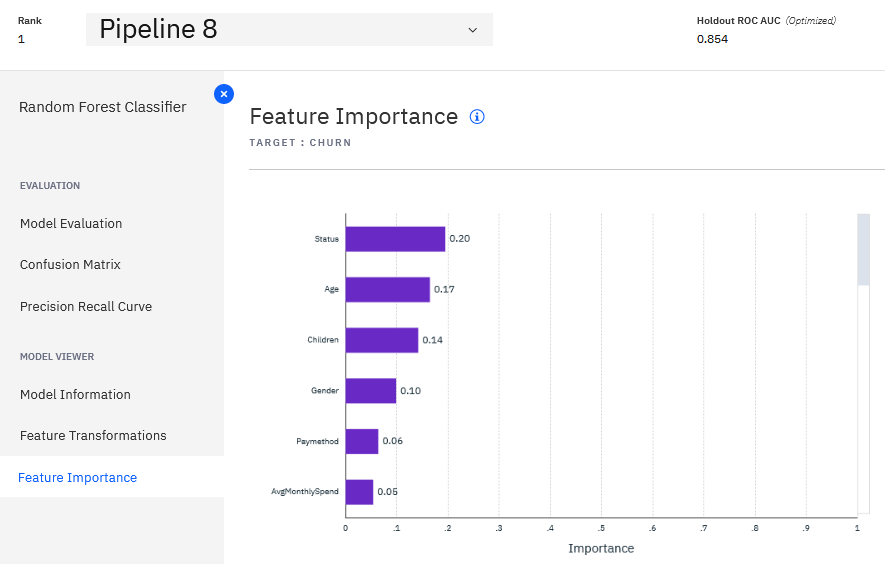 Rank
1
Pipeline 8
Holdout ROC AUC (Optimized)
0.854
Random Forest Classifier
EVALUATION
Model Evaluation
Confusion Matrix
Precision Recall Curve
MODEL VIEWER
Model Information
Feature Transformations
Feature Importance
Feature Importance
TARGET : CHURN
Status 0.20
Age 0.17
Children 0.14
Gender 0.10
Paymethod 0.06
AvgMonthlySpend 0.05
0 .1 .2 .3 .4 .5 .6 .7 .8 .9 1
Importance